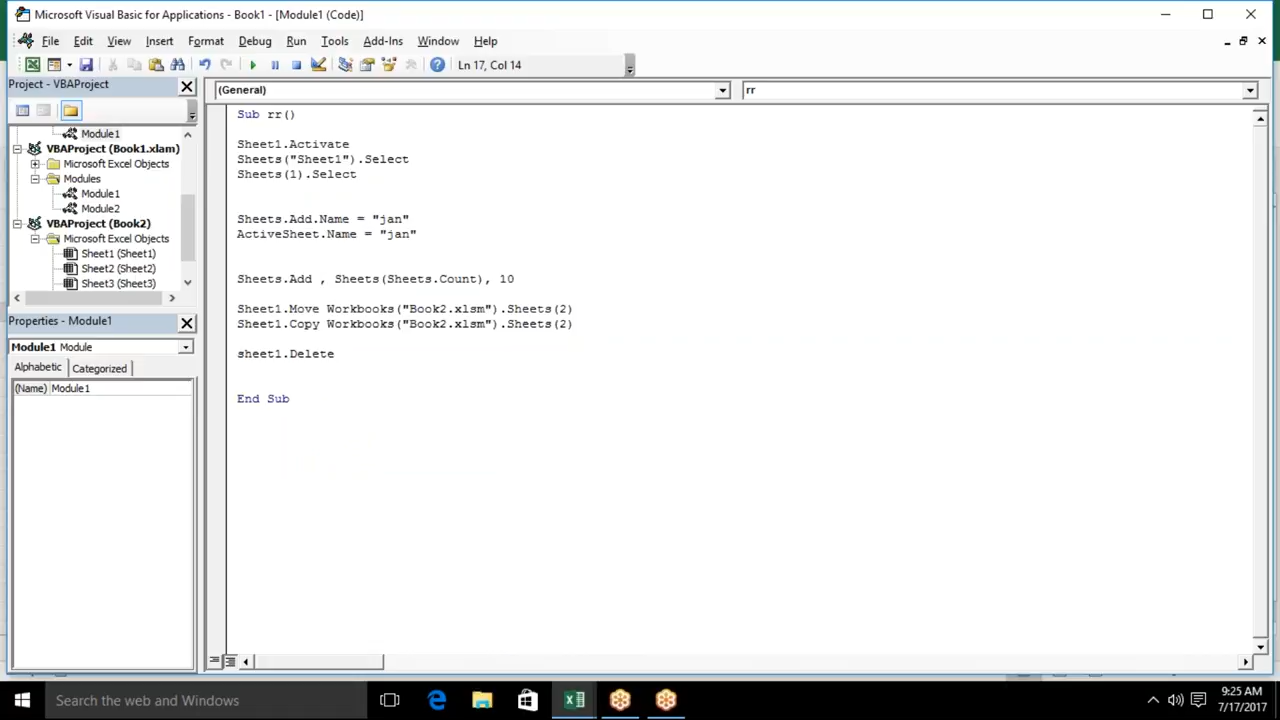 Microsoft Visual Basic for Applications - Book1 - [Module1 (Code)]
File Edit View Insert Format Debug Run Tools Add-Ins Window Help
Ln 17, Col 14
Project - VBAProject
(General)
rr
Module1
VBAProject (Book1.xlam)
Microsoft Excel Objects
Modules
Module1
Module2
VBAProject (Book2)
Microsoft Excel Objects
Sheet1 (Sheet1)
Sheet2 (Sheet2)
Sheet3 (Sheet3)
Properties - Module1
Module1 Module
Alphabetic Categorized
(Name) Module1
Sub rr()
Sheet1.Activate
Sheets("Sheet1").Select
Sheets(1).Select
Sheets.Add.Name = "jan"
ActiveSheet.Name = "jan"
Sheets.Add , Sheets(Sheets.Count), 10
Sheet1.Move Workbooks("Book2.xlsm").Sheets(2)
Sheet1.Copy Workbooks("Book2.xlsm").Sheets(2)
sheet1.Delete
End Sub
Search the web and Windows
9:25 AM
7/17/2017